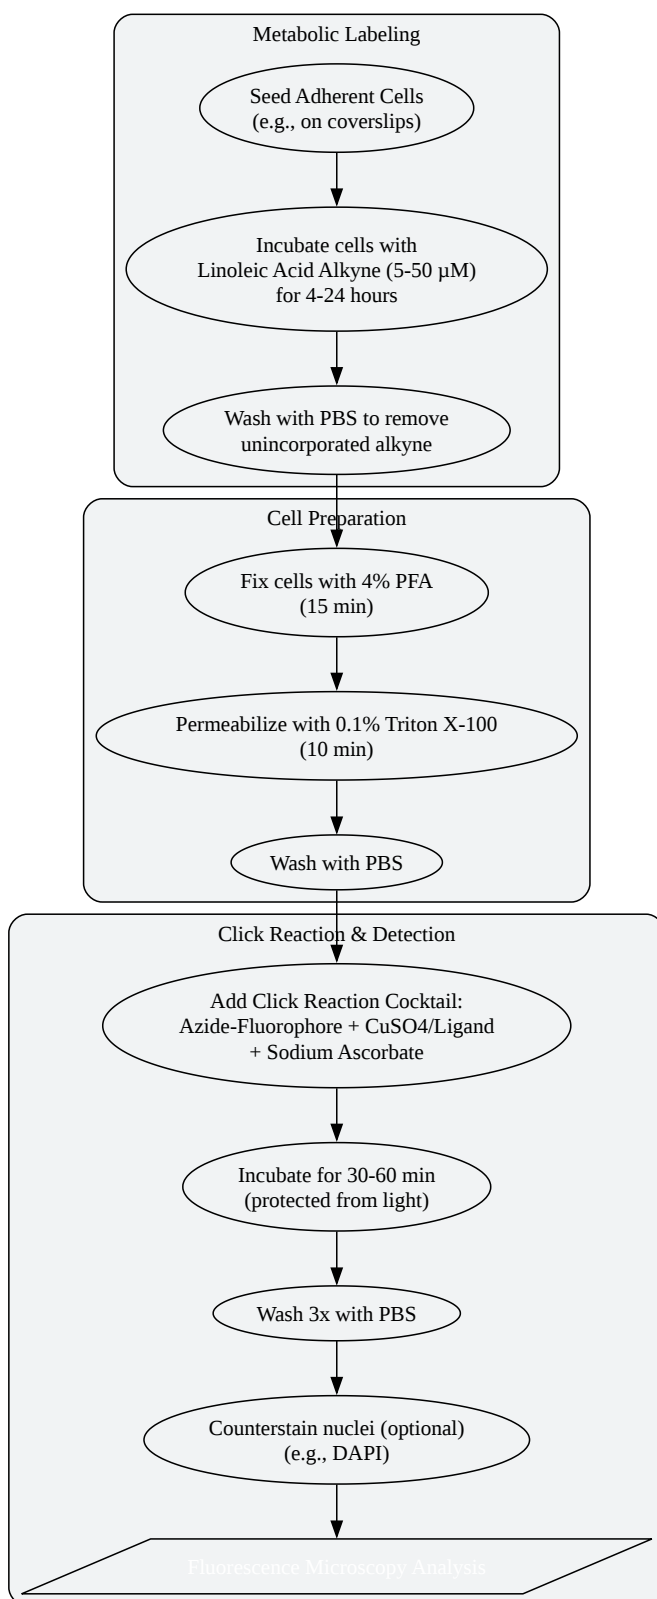 Metabolic Labeling
Seed Adherent Cells
(e.g., on coverslips)
Incubate cells with
Linoleic Acid Alkyne (5-50 µM)
for 4-24 hours
Wash with PBS to remove
unincorporated alkyne
Cell Preparation
Fix cells with 4% PFA
(15 min)
Permeabilize with 0.1% Triton X-100
(10 min)
Wash with PBS
Click Reaction & Detection
Add Click Reaction Cocktail:
Azide-Fluorophore + CuSO4/Ligand
+ Sodium Ascorbate
Incubate for 30-60 min
(protected from light)
Wash 3x with PBS
Counterstain nuclei (optional)
(e.g., DAPI)
Fluorescence Microscopy Analysis